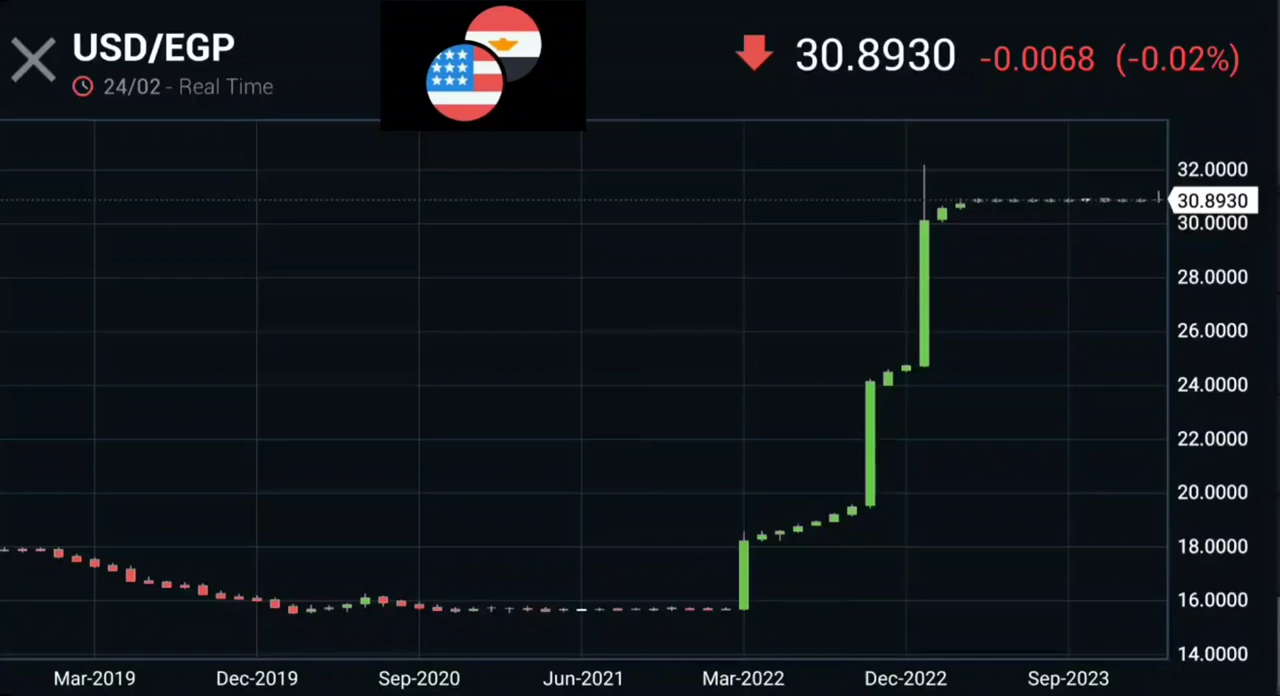 USD/EGP
24/02 - Real Time
30.8930 -0.0068 (-0.02%)
32.0000
30.8930
30.0000
28.0000
26.0000
24.0000
22.0000
20.0000
18.0000
16.0000
14.0000
Mar-2019 Dec-2019 Sep-2020 Jun-2021 Mar-2022 Dec-2022 Sep-2023